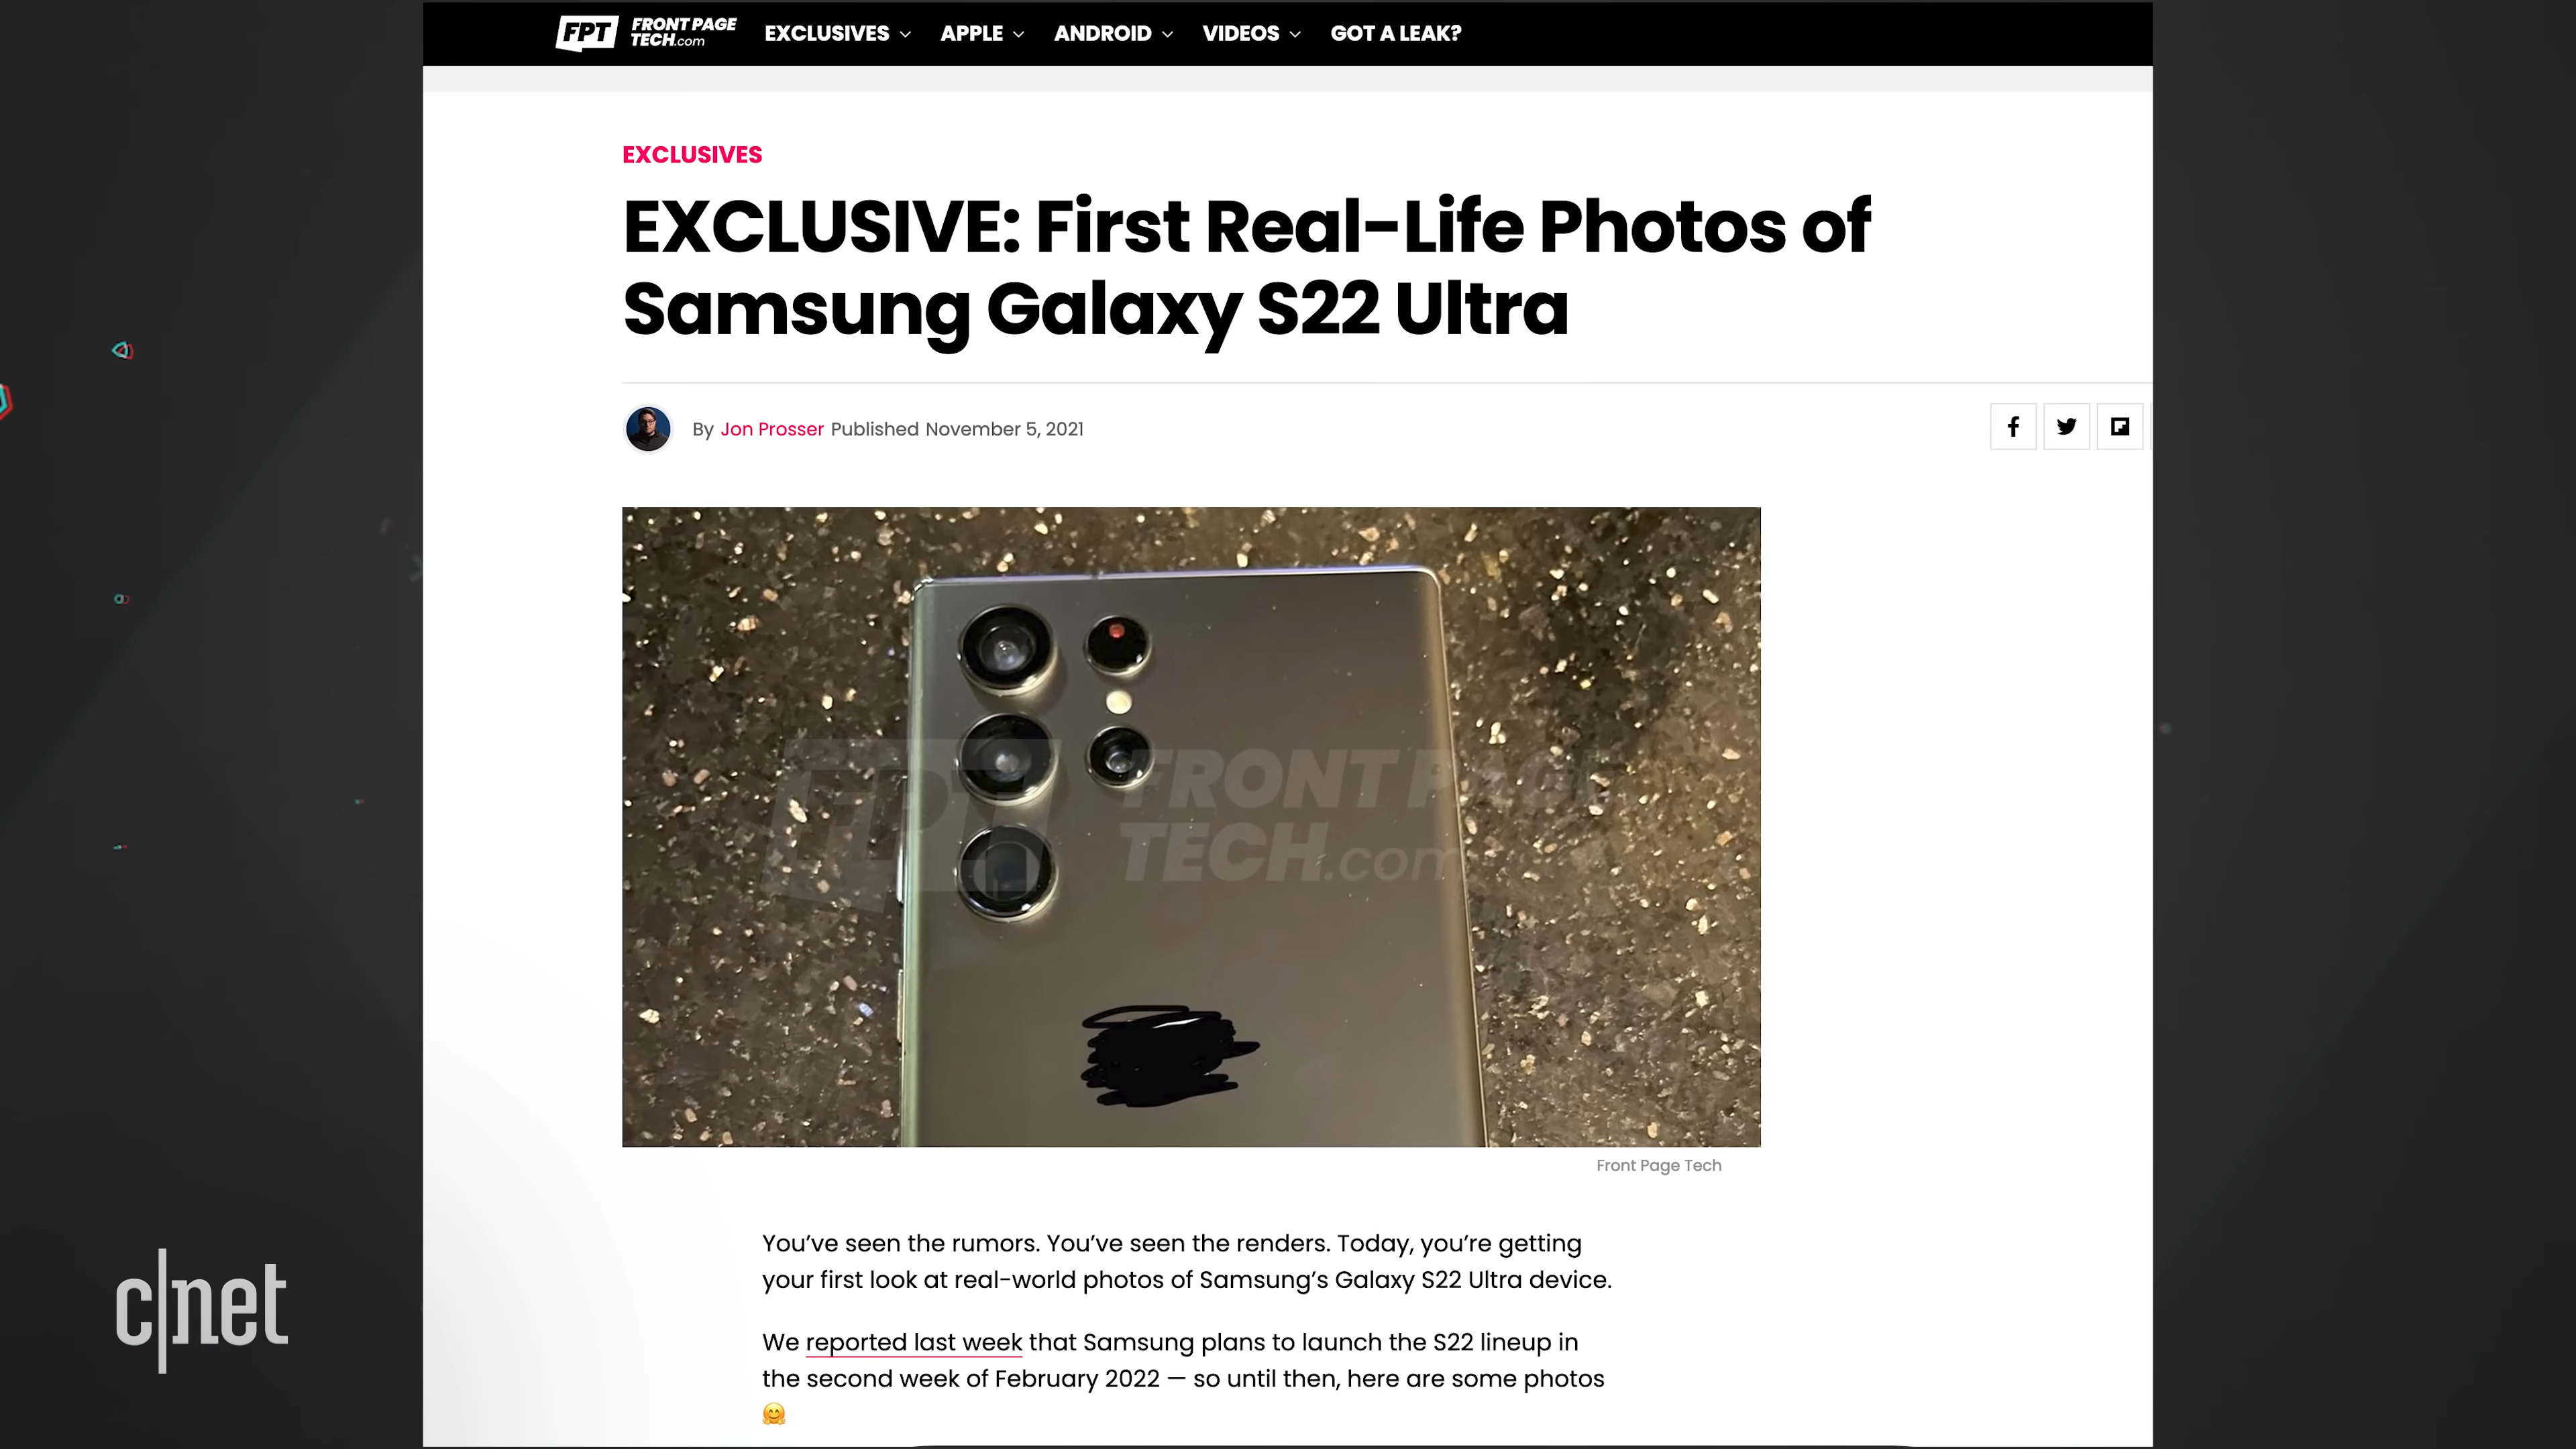 FPT FRONT PAGE TECH.com EXCLUSIVES APPLE ANDROID VIDEOS GOT A LEAK?
EXCLUSIVES
EXCLUSIVE: First Real-Life Photos of
Samsung Galaxy S22 Ultra
By Jon Prosser Published November 5, 2021
FPT FRONT PAGE
TECH.com
Front Page Tech
You’ve seen the rumors. You’ve seen the renders. Today, you’re getting
your first look at real-world photos of Samsung’s Galaxy S22 Ultra device.
We reported last week that Samsung plans to launch the S22 lineup in
the second week of February 2022 — so until then, here are some photos
🤗
c|net